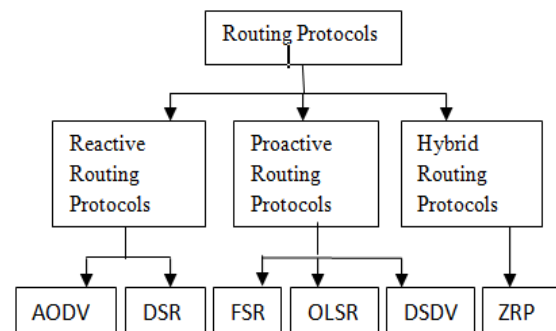 Routing Protocols
Reactive
Routing
Protocols
Proactive
Routing
Protocols
Hybrid
Routing
Protocols
AODV
DSR
FSR
OLSR
DSDV
ZRP